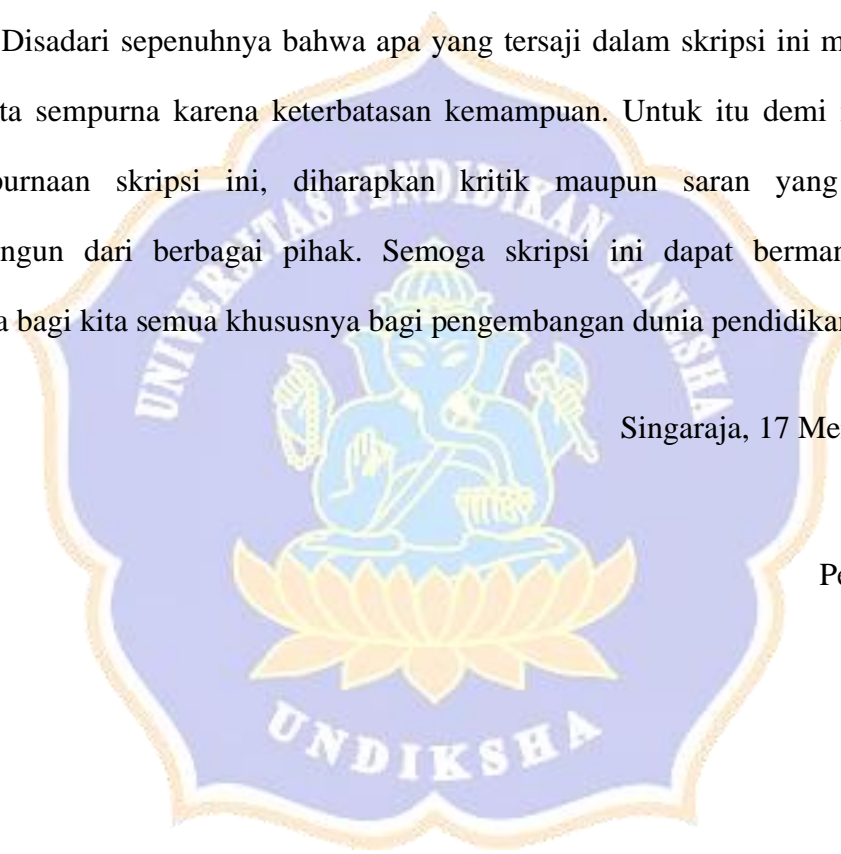 Disadari sepenuhnya bahwa apa yang tersaji dalam skripsi ini m
ta sempurna karena keterbatasan kemampuan. Untuk itu demi
purnaan skripsi ini, diharapkan kritik maupun saran yang
ngun dari berbagai pihak. Semoga skripsi ini dapat berman
a bagi kita semua khususnya bagi pengembangan dunia pendidikan
UNIVERSITAS PENDIDIKAN GANESHA
Singaraja, 17 Me
Pe
UNDIKSHA